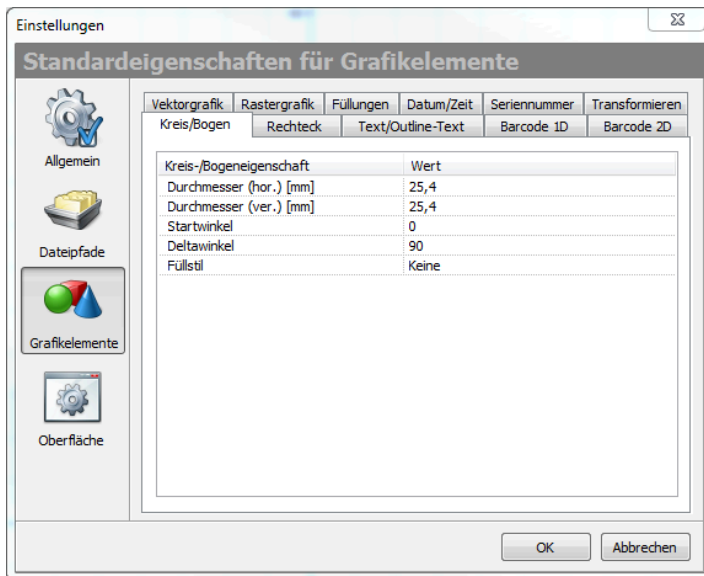 Einstellungen
Standardeigenschaften für Grafikelemente
Allgemein
Dateipfade
Grafikelemente
Oberfläche
Vektorgrafik Rastergrafik Füllungen Datum/Zeit Seriennummer Transformieren
Kreis/Bogen Rechteck Text/Outline-Text Barcode 1D Barcode 2D
Kreis-/Bogeneigenschaft Wert
Durchmesser (hor.) [mm] 25,4
Durchmesser (ver.) [mm] 25,4
Startwinkel 0
Deltawinkel 90
Füllstil Keine
OK Abbrechen